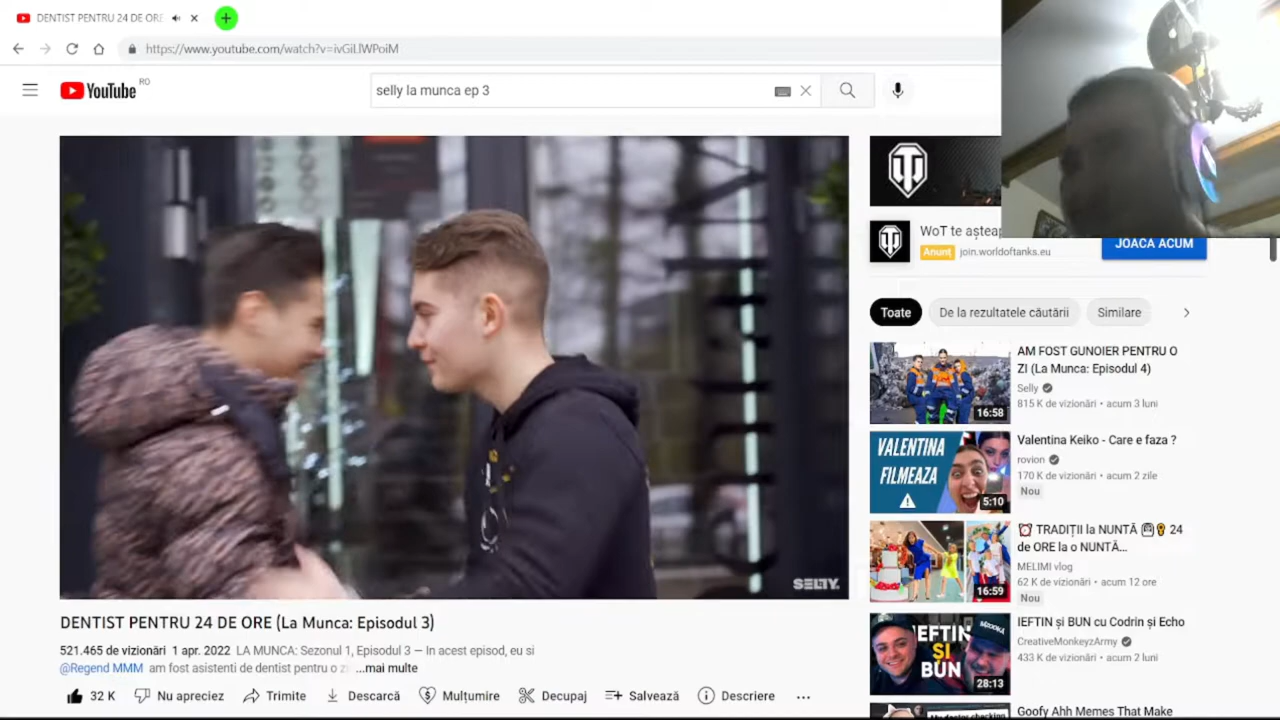 DENTIST PENTRU 24 DE ORE
https://www.youtube.com/watch?v=ivGiLlWPoiM
YouTube RO
selly la munca ep 3
SELTY.
WoT te așteap
Anunț join.worldoftanks.eu
JOACĂ ACUM
Toate
De la rezultatele căutării
Similare
AM FOST GUNOIER PENTRU O
ZI (La Munca: Episodul 4)
Selly
815 K de vizionări • acum 3 luni
16:58
VALENTINA
FILMEAZA
5:10
Valentina Keiko - Care e faza ?
rovion
170 K de vizionări • acum 2 zile
Nou
TRADIȚII la NUNTĂ 24
de ORE la o NUNTĂ...
MELIMI vlog
62 K de vizionări • acum 12 ore
Nou
16:59
IEFTIN
ȘI
BUN
28:13
IEFTIN și BUN cu Codrin și Echo
CreativeMonkeyzArmy
433 K de vizionări • acum 2 luni
Goofy Ahh Memes That Make
My doctor checking
DENTIST PENTRU 24 DE ORE (La Munca: Episodul 3)
521.465 de vizionări 1 apr. 2022 LA MUNCA: Sezonul 1, Episodul 3 — In acest episod, eu si
@Regend MMM am fost asistenti de dentist pentru o zi ...mai multe
32 K
Nu apreciez
Descarcă
Mulțumire
Decupaj
Salvează
Descriere